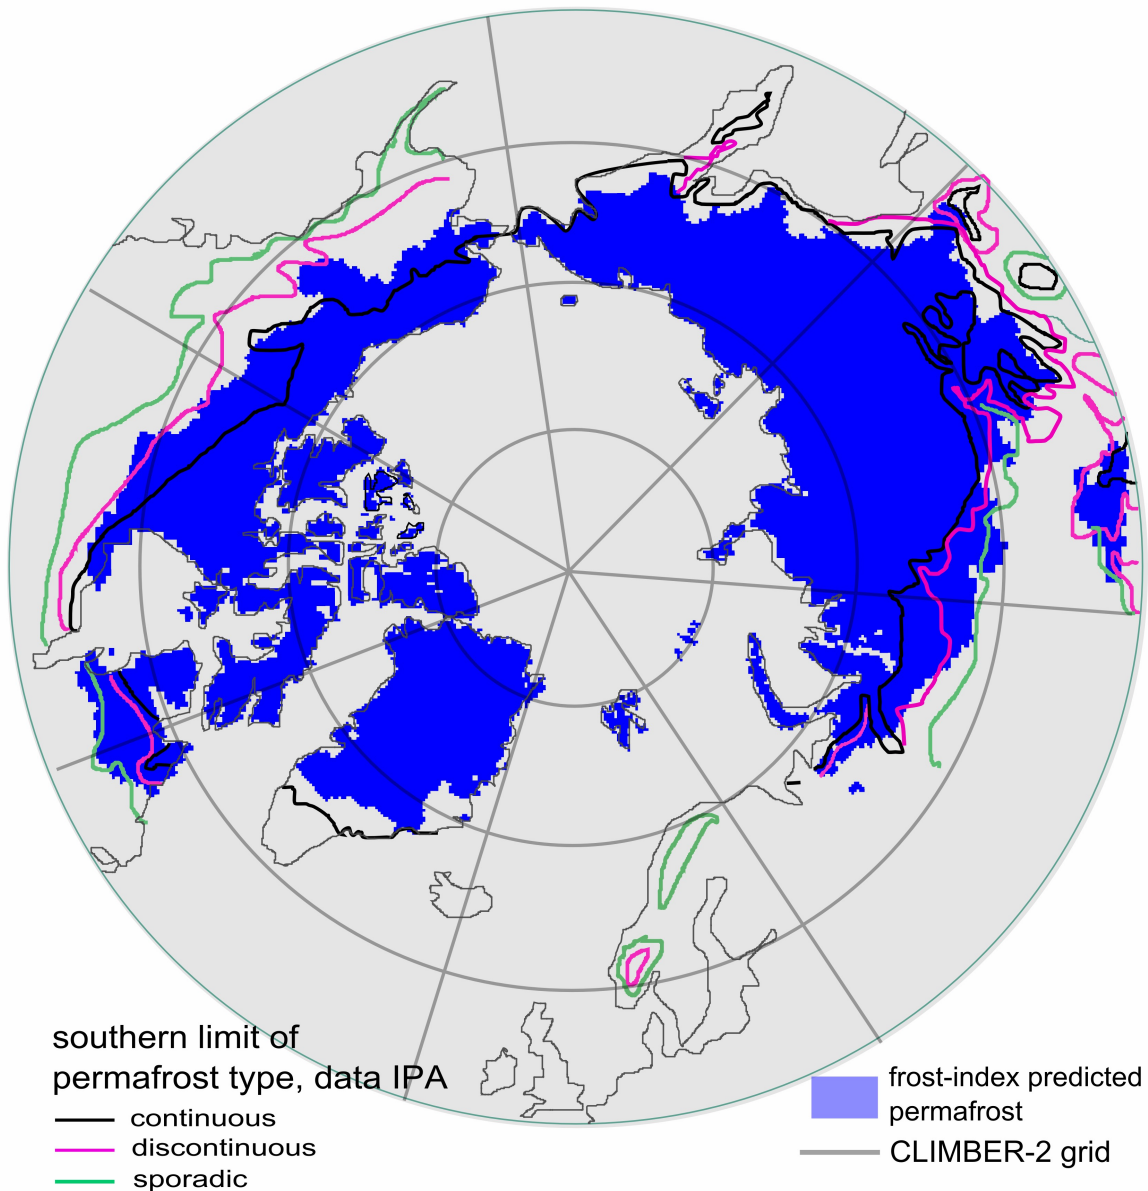 southern limit of
permafrost type, data IPA
continuous
discontinuous
sporadic
frost-index predicted
permafrost
CLIMBER-2 grid